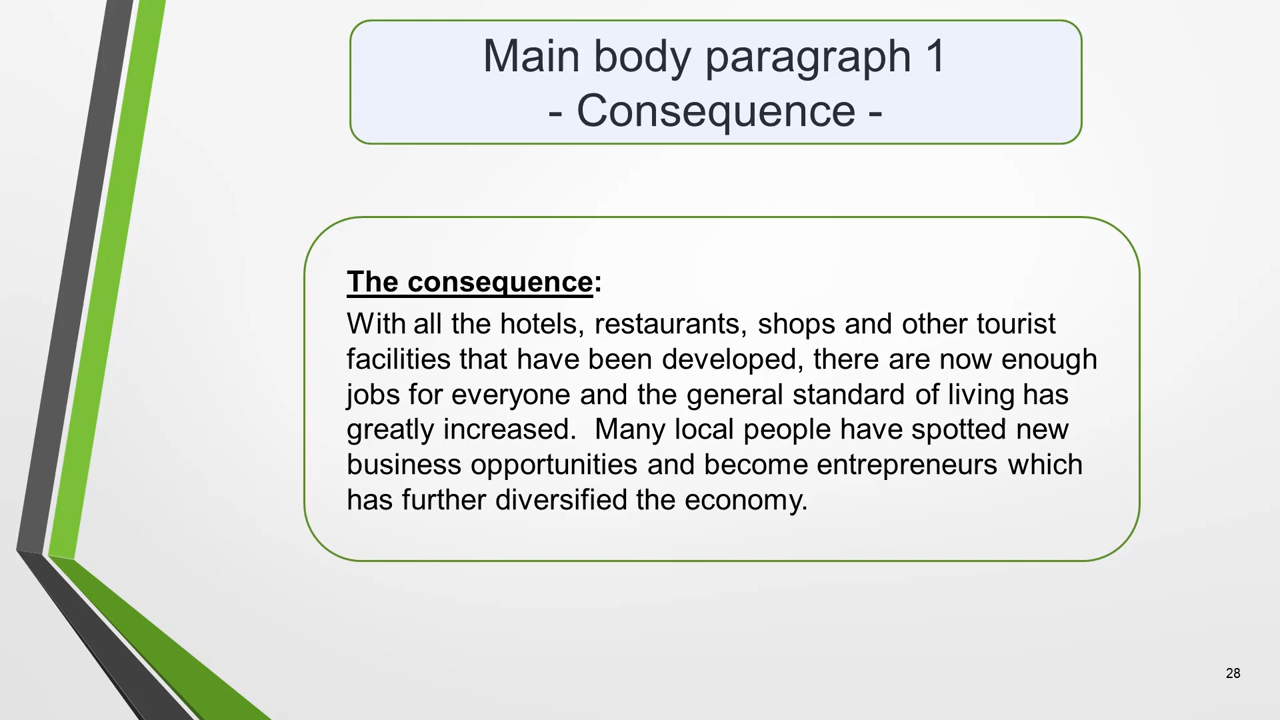 Main body paragraph 1
- Consequence -
The consequence:
With all the hotels, restaurants, shops and other tourist
facilities that have been developed, there are now enough
jobs for everyone and the general standard of living has
greatly increased.  Many local people have spotted new
business opportunities and become entrepreneurs which
has further diversified the economy.
28